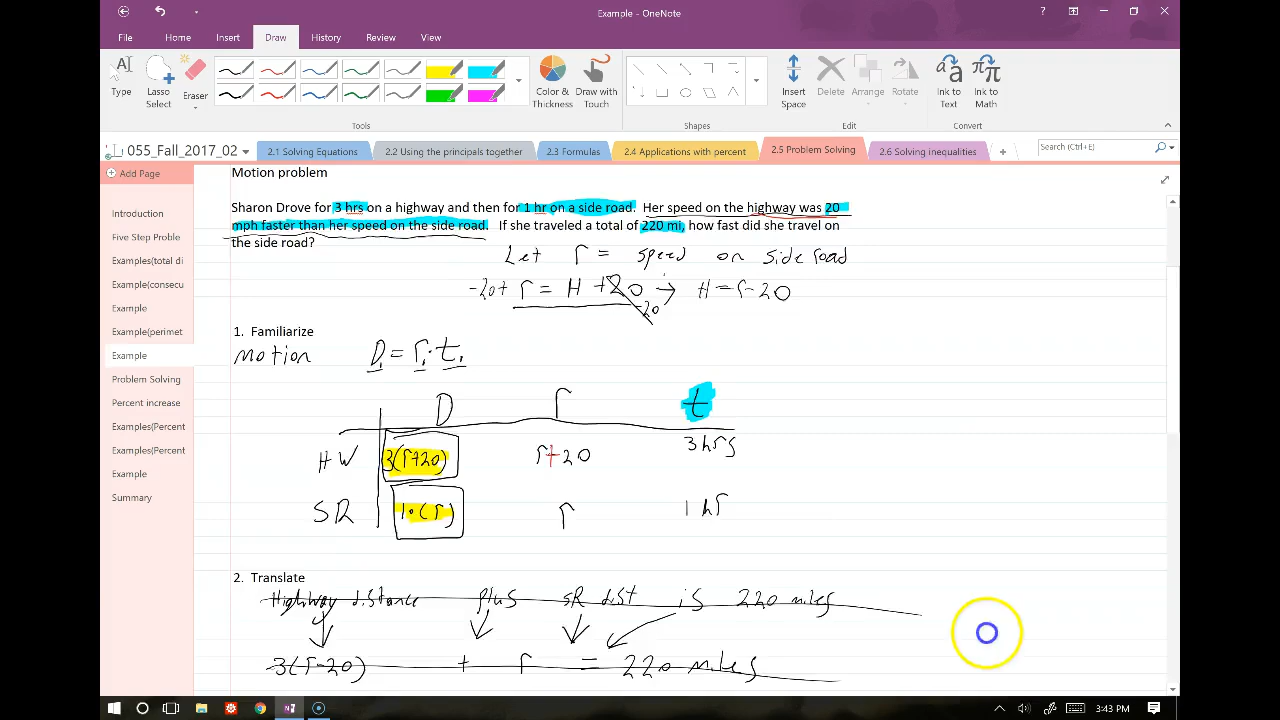 Example - OneNote
File Home Insert Draw History Review View
Type Lasso Select Eraser Color & Thickness Draw with Touch Insert Space Delete Arrange Rotate Ink to Text Ink to Math
Tools Shapes Edit Convert
055_Fall_2017_02 2.1 Solving Equations 2.2 Using the principals together 2.3 Formulas 2.4 Applications with percent 2.5 Problem Solving 2.6 Solving inequalities + Search (Ctrl+E)
Add Page
Introduction
Five Step Proble
Examples(total di
Examples(consecu
Example
Example(perimet
Example
Problem Solving
Percent increase
Example(Percent
Example(Percent
Example
Summary
Motion problem
Sharon Drove for 3 hrs on a highway and then for 1 hr on a side road. Her speed on the highway was 20
mph faster than her speed on the side road. If she traveled a total of 220 mi, how fast did she travel on
the side road?
Let r = speed on side road
-20+ r = H +20 -20 → H = r-20
1. Familiarize
motion D₁ = r₁·t₁
D r t
HW 3(r+20) r+20 3 hrs
SR 1·(r) r 1 hr
2. Translate
Highway distance plus SR dist is 220 miles
3(r-20) + r = 220 miles
3:43 PM